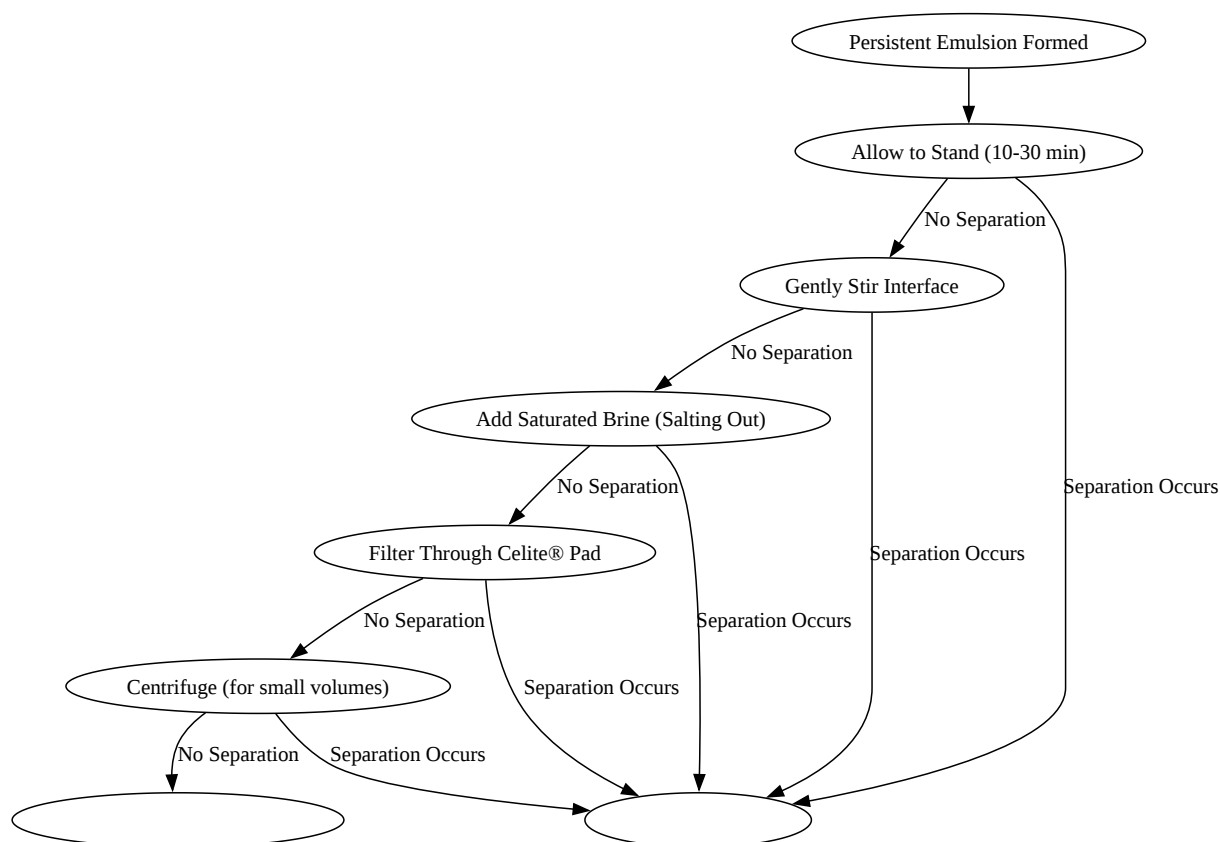 Persistent Emulsion Formed
Allow to Stand (10-30 min)
No Separation
Gently Stir Interface
No Separation
Add Saturated Brine (Salting Out)
No Separation
Separation Occurs
Filter Through Celite® Pad
Separation Occurs
No Separation
Separation Occurs
Centrifuge (for small volumes)
Separation Occurs
No Separation
Separation Occurs